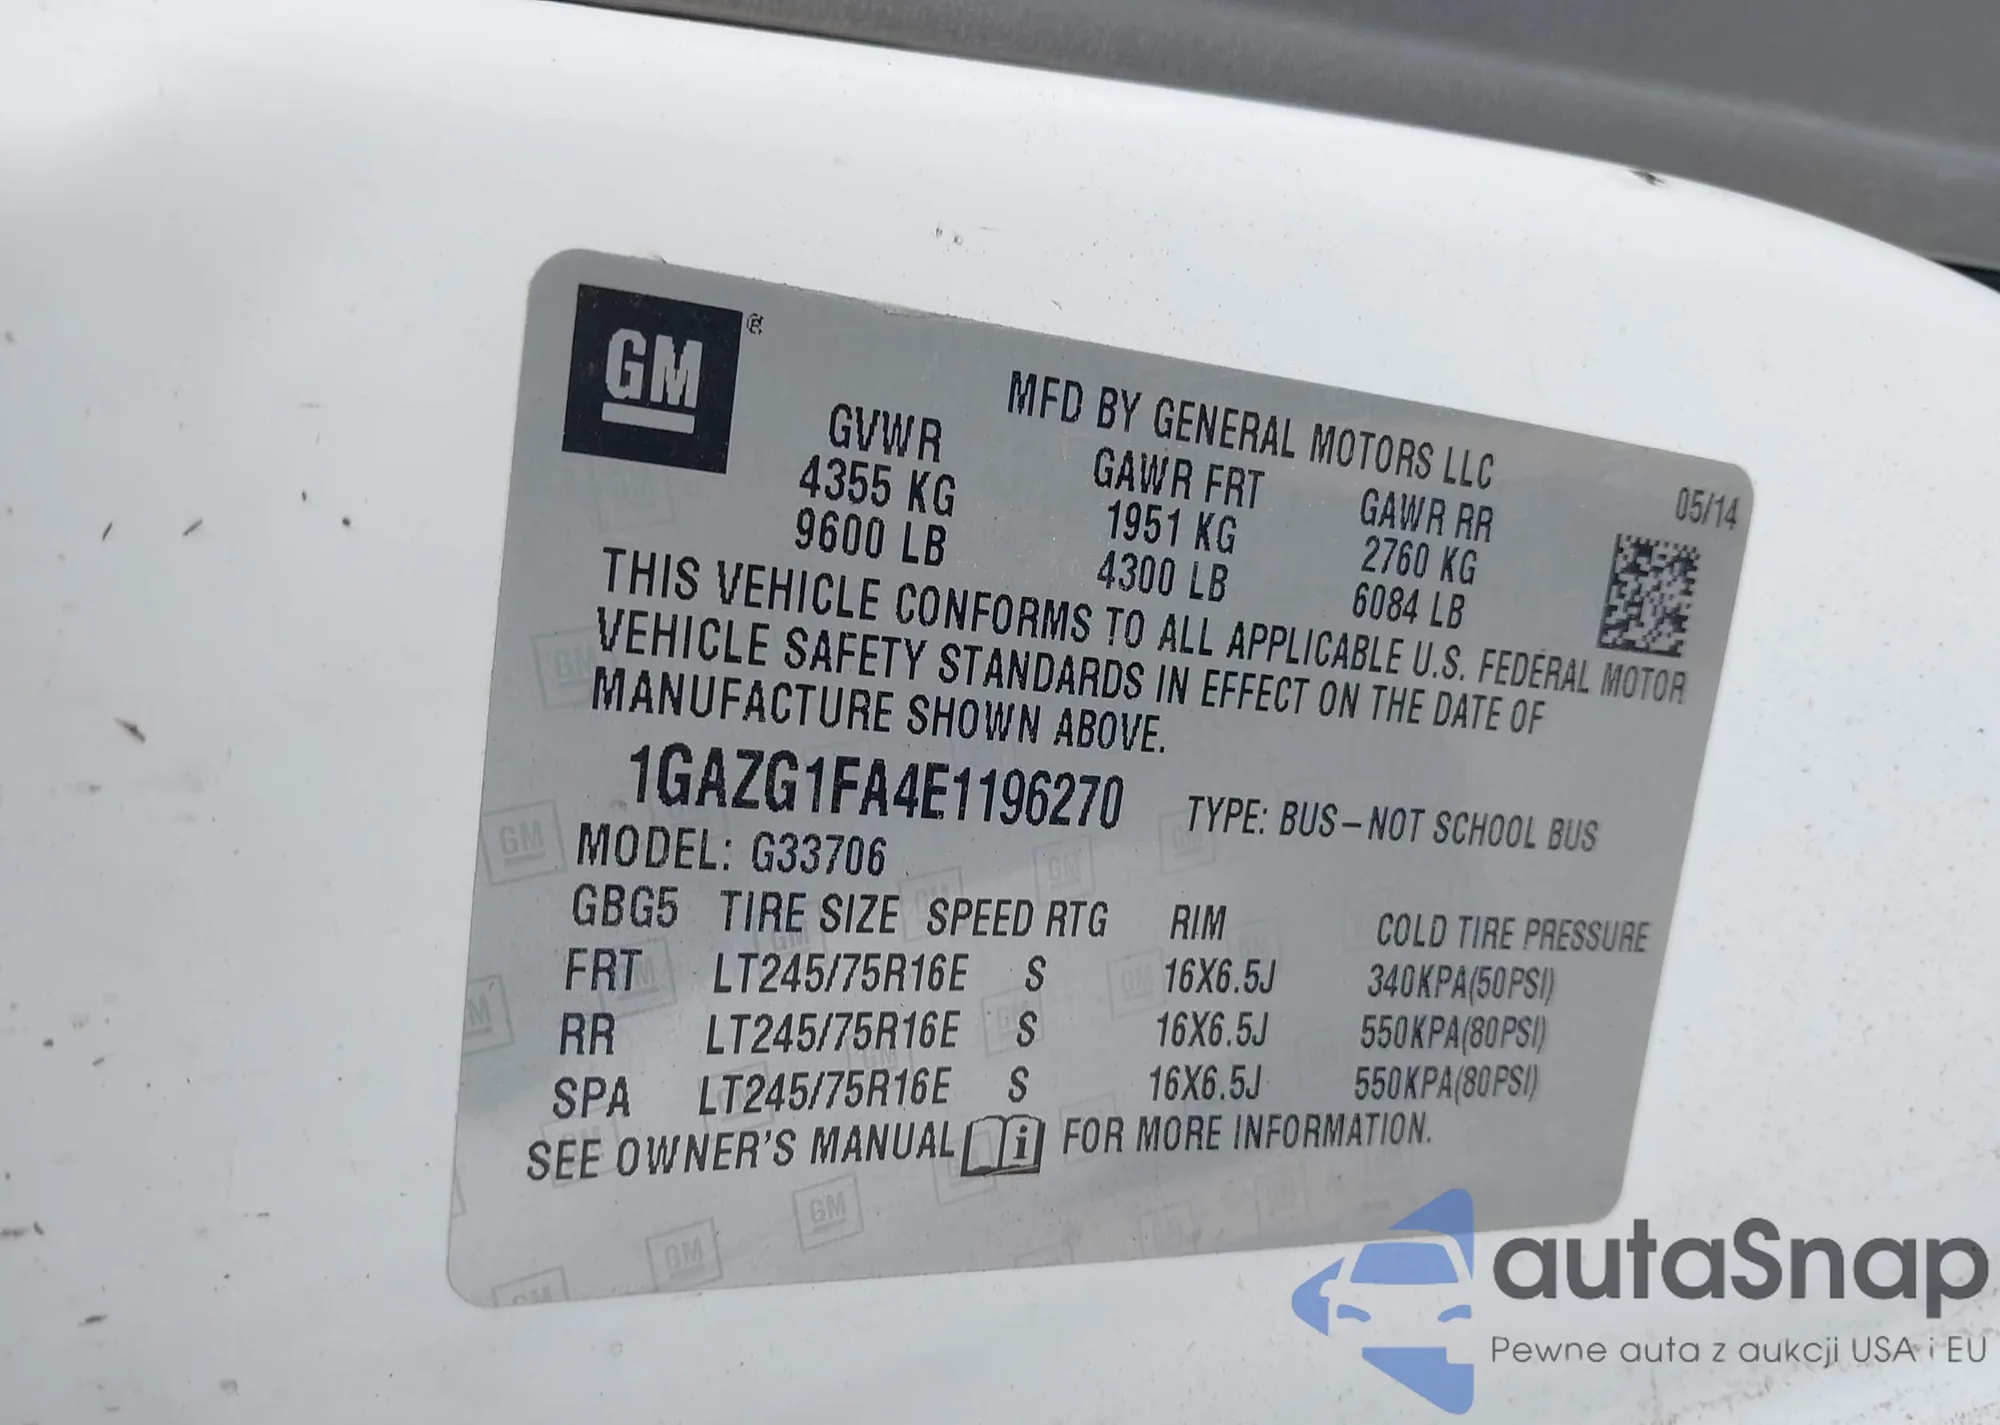 GM ®
MFD BY GENERAL MOTORS LLC
05/14
GVWR GAWR FRT GAWR RR
4355 KG 1951 KG 2760 KG
9600 LB 4300 LB 6084 LB
THIS VEHICLE CONFORMS TO ALL APPLICABLE U.S. FEDERAL MOTOR
VEHICLE SAFETY STANDARDS IN EFFECT ON THE DATE OF
MANUFACTURE SHOWN ABOVE.
1GAZG1FA4E1196270 TYPE: BUS–NOT SCHOOL BUS
MODEL: G33706
GBG5 TIRE SIZE SPEED RTG RIM COLD TIRE PRESSURE
FRT LT245/75R16E S 16X6.5J 340KPA(50PSI)
RR LT245/75R16E S 16X6.5J 550KPA(80PSI)
SPA LT245/75R16E S 16X6.5J 550KPA(80PSI)
SEE OWNER'S MANUAL i FOR MORE INFORMATION.
autaSnap
Pewne auta z aukcji USA i EU